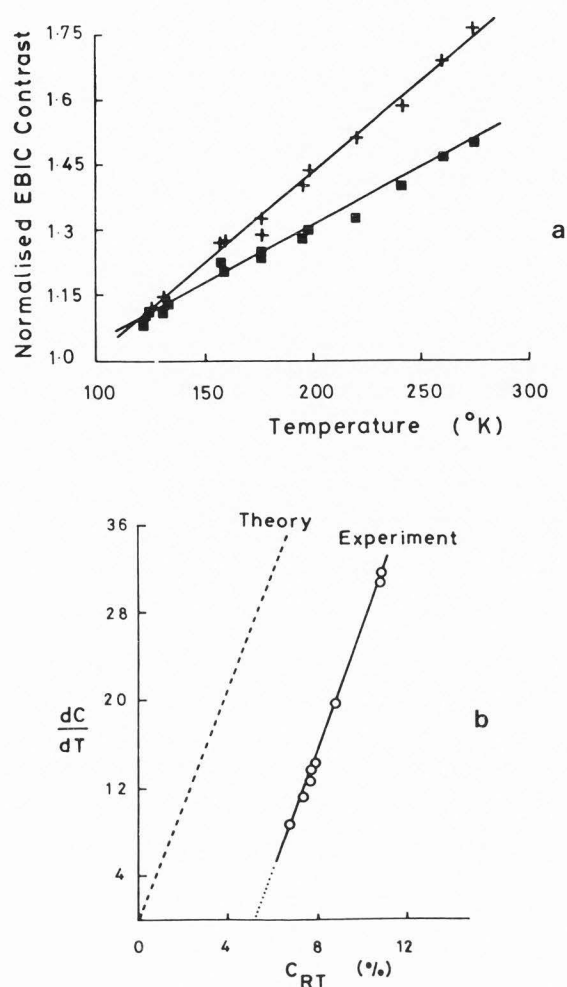 1·75
1·6
1·45
1·3
1·15
1·0
Normalised EBIC Contrast
100 150 200 250 300
Temperature (°K)
a
Theory
Experiment
36
28
20
12
4
dC
dT
b
0 4 8 12
C_RT (%)